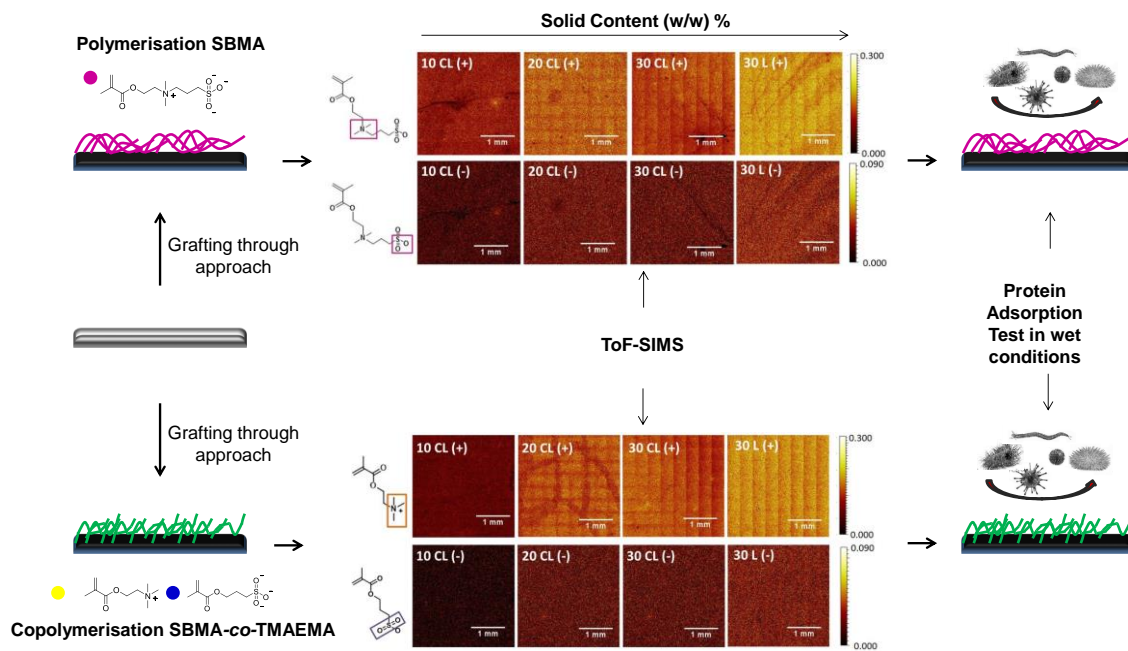 Solid Content (w/w) %
Polymerisation SBMA
10 CL (+)
20 CL (+)
30 CL (+)
30 L (+)
0.300
1 mm
1 mm
1 mm
1 mm
0.000
10 CL (-)
20 CL (-)
30 CL (-)
30 L (-)
0.090
1 mm
1 mm
1 mm
1 mm
0.000
Grafting through
approach
ToF-SIMS
Protein
Adsorption
Test in wet
conditions
Grafting through
approach
10 CL (+)
20 CL (+)
30 CL (+)
30 L (+)
0.300
1 mm
1 mm
1 mm
1 mm
0.000
10 CL (-)
20 CL (-)
30 CL (-)
30 L (-)
0.090
1 mm
1 mm
1 mm
1 mm
0.000
Copolymerisation SBMA-co-TMAEMA